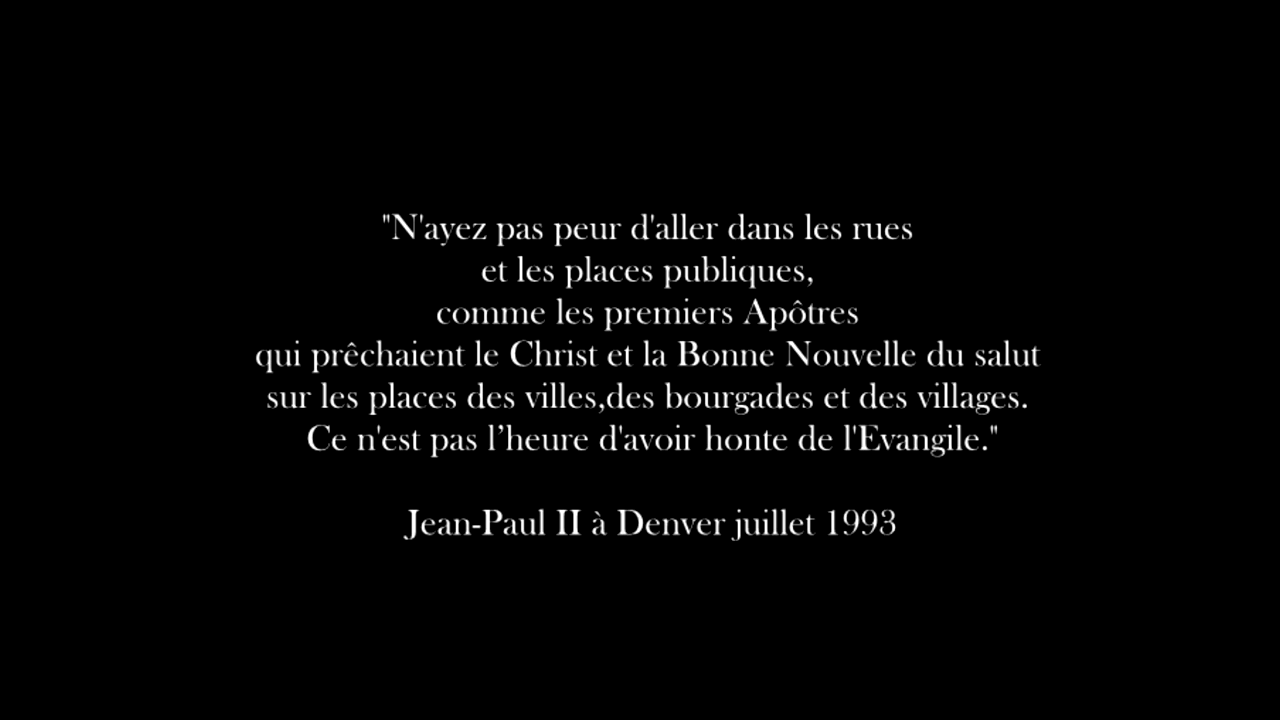 "N'ayez pas peur d'aller dans les rues
et les places publiques,
comme les premiers Apôtres
qui prêchaient le Christ et la Bonne Nouvelle du salut
sur les places des villes,des bourgades et des villages.
Ce n'est pas l’heure d'avoir honte de l'Evangile."
Jean-Paul II à Denver juillet 1993